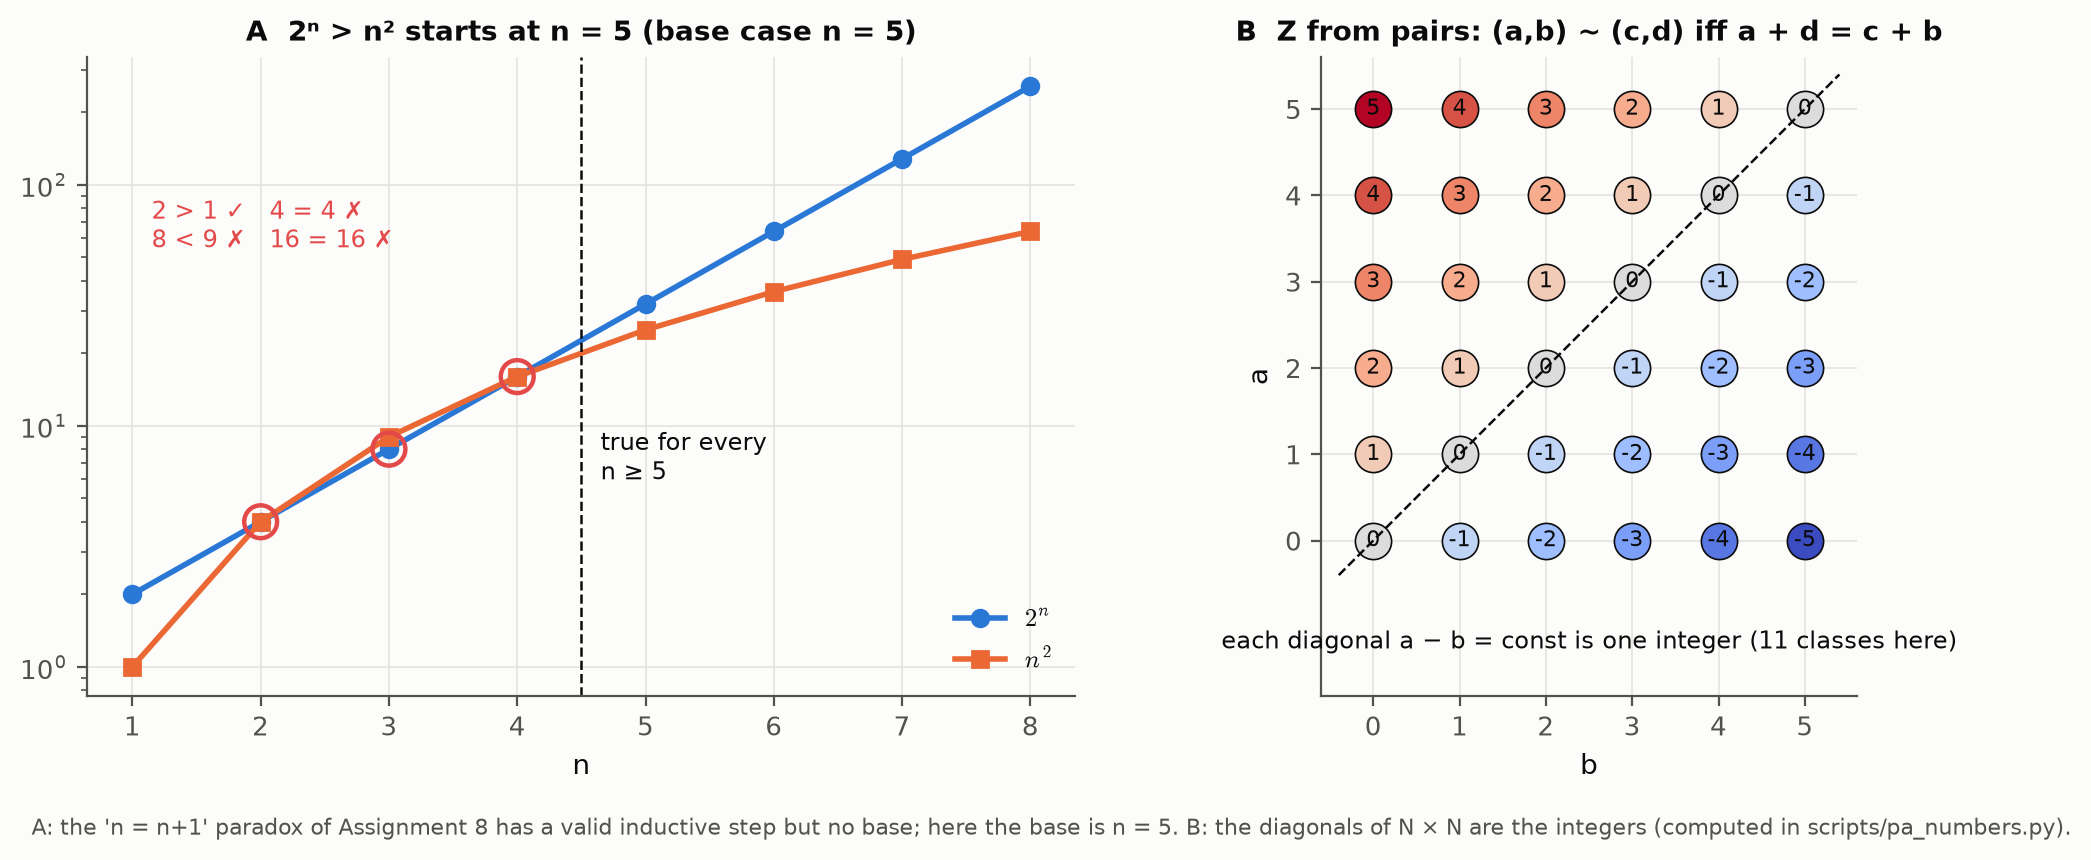 A  2ⁿ > n² starts at n = 5 (base case n = 5)
10²
10¹
10⁰
2 > 1 ✓   4 = 4 ✗
8 < 9 ✗   16 = 16 ✗
true for every
n ≥ 5
2ⁿ
n²
1 2 3 4 5 6 7 8
n
B  Z from pairs: (a,b) ~ (c,d) iff a + d = c + b
a
5 5 4 3 2 1 0
4 4 3 2 1 0 -1
3 3 2 1 0 -1 -2
2 2 1 0 -1 -2 -3
1 1 0 -1 -2 -3 -4
0 0 -1 -2 -3 -4 -5
each diagonal a − b = const is one integer (11 classes here)
0 1 2 3 4 5
b
A: the 'n = n+1' paradox of Assignment 8 has a valid inductive step but no base; here the base is n = 5. B: the diagonals of N × N are the integers (computed in scripts/pa_numbers.py).